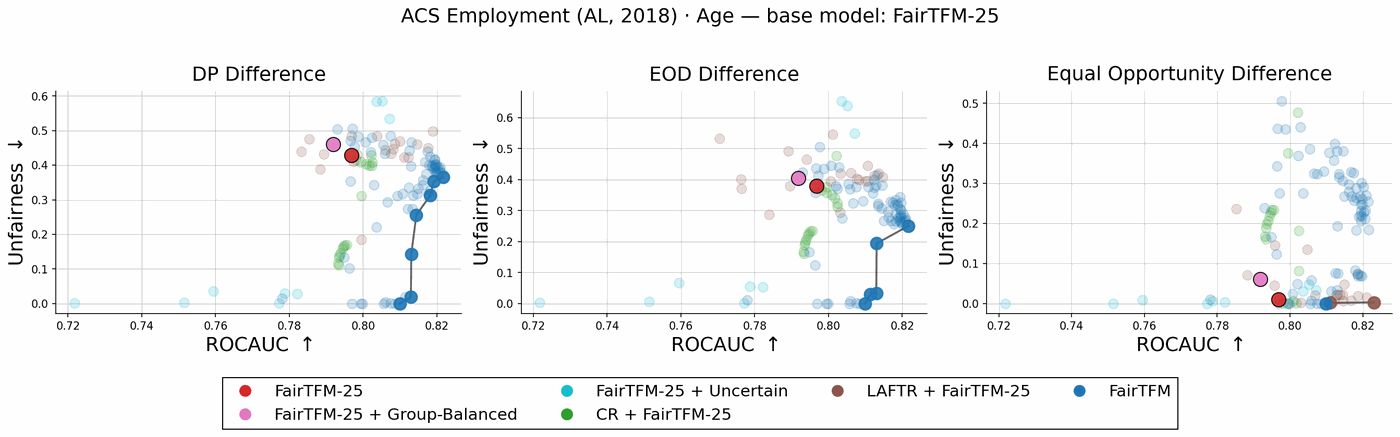 ACS Employment (AL, 2018) · Age — base model: FairTFM-25
DP Difference
EOD Difference
Equal Opportunity Difference
Unfairness ↓
0.6
0.5
0.4
0.3
0.2
0.1
0.0
0.72
0.74
0.76
0.78
0.80
0.82
ROCAUC ↑
Unfairness ↓
0.6
0.5
0.4
0.3
0.2
0.1
0.0
0.72
0.74
0.76
0.78
0.80
0.82
ROCAUC ↑
Unfairness ↓
0.5
0.4
0.3
0.2
0.1
0.0
0.72
0.74
0.76
0.78
0.80
0.82
ROCAUC ↑
FairTFM-25
FairTFM-25 + Group-Balanced
FairTFM-25 + Uncertain
CR + FairTFM-25
LAFTR + FairTFM-25
FairTFM